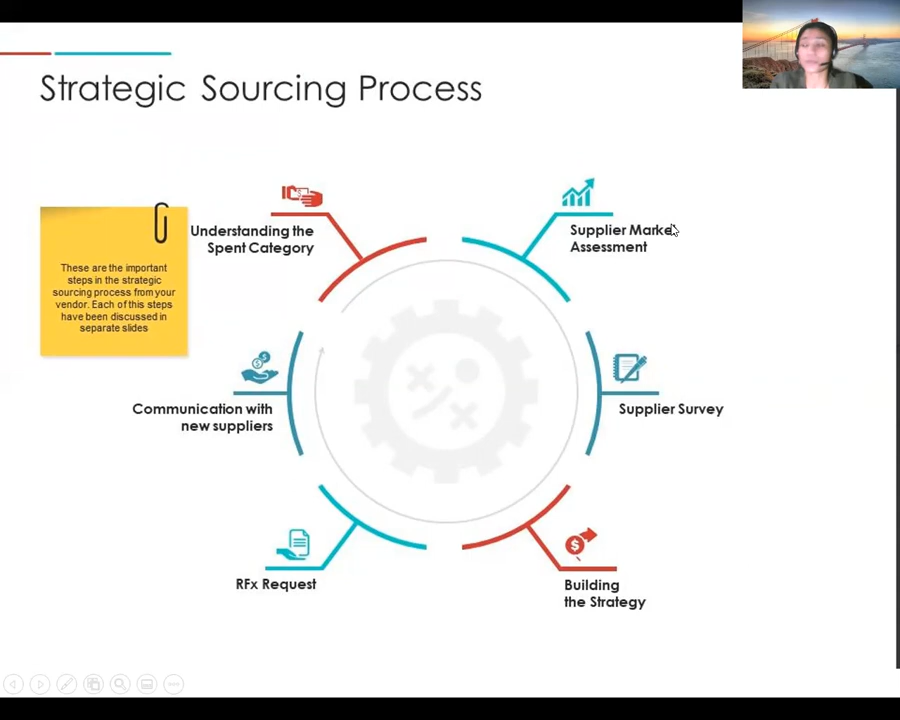 Strategic Sourcing Process
These are the important
steps in the strategic
sourcing process from your
vendor. Each of this steps
have been discussed in
separate slides
Understanding the
Spent Category
Supplier Market
Assessment
Communication with
new suppliers
Supplier Survey
RFx Request
Building
the Strategy